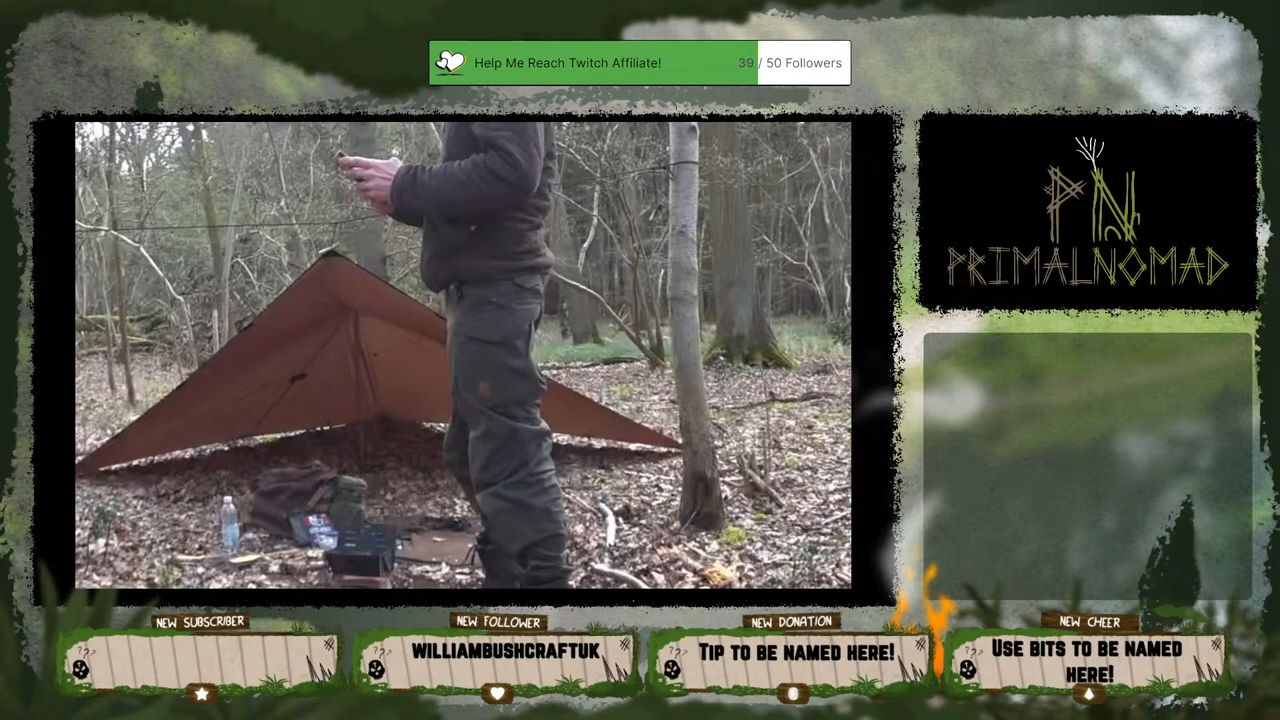 Help Me Reach Twitch Affiliate!
39 / 50 Followers
PN
PRIMALNOMAD
NEW SUBSCRIBER
NEW FOLLOWER
NEW DONATION
NEW CHEER
???
???
WILLIAMBUSHCRAFTUK
???
TIP TO BE NAMED HERE!
???
USE BITS TO BE NAMED
HERE!